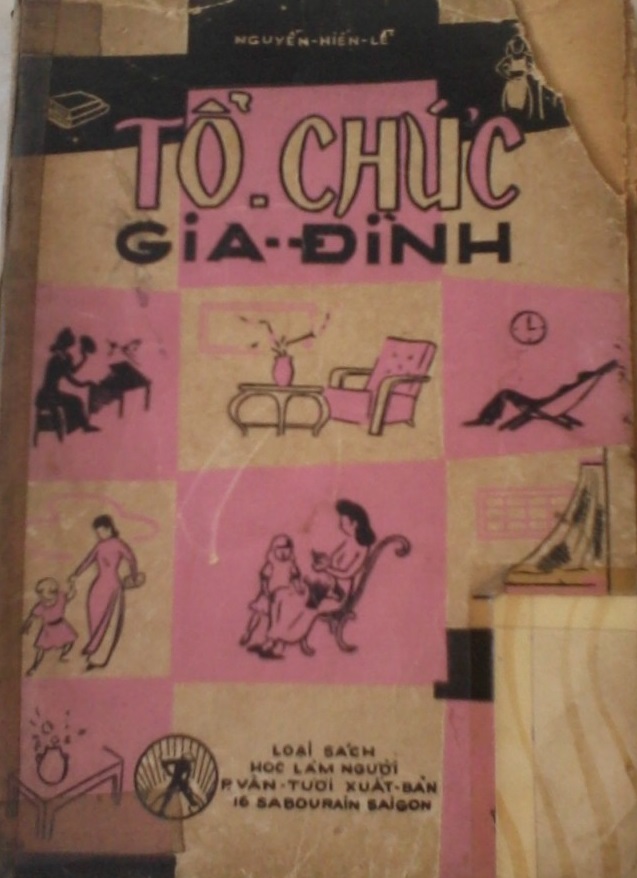 NGUYỄN-HIẾN-LÊ
TỔ.CHỨC
GiA--ĐÌNH
LOẠI SÁCH
HỌC LÀM NGƯỜI
P. VĂN-TƯƠI XUẤT-BẢN
16 SABOURAIN SAIGON